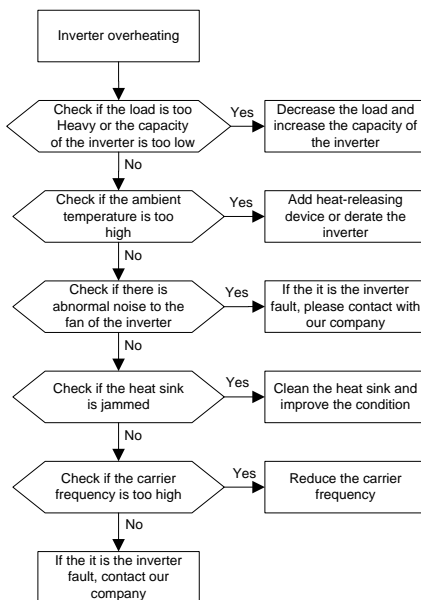 Inverter overheating
Check if the load is too
Heavy or the capacity
of the inverter is too low
Yes
Decrease the load and
increase the capacity of
the inverter
No
Check if the ambient
temperature is too
high
Yes
Add heat-releasing
device or derate the
inverter
No
Check if there is
abnormal noise to the
fan of the inverter
Yes
If the it is the inverter
fault, please contact with
our company
No
Check if the heat sink
is jammed
Yes
Clean the heat sink and
improve the condition
No
Check if the carrier
frequency is too high
Yes
Reduce the carrier
frequency
No
If the it is the inverter
fault, contact our
company